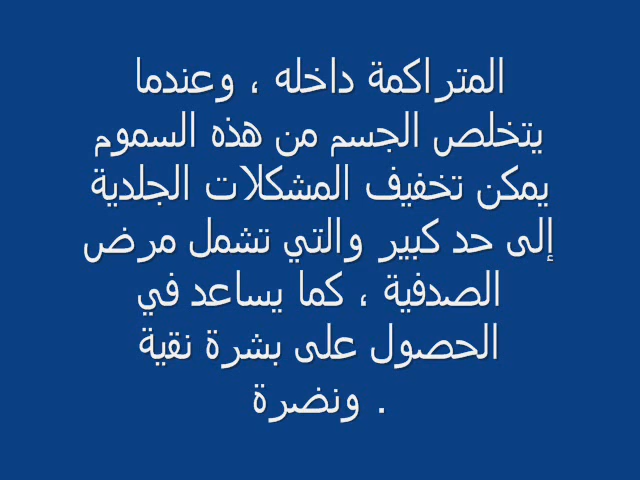 المتراكمة داخله ، وعندما
يتخلص الجسم من هذه السموم
يمكن تخفيف المشكلات الجلدية
إلى حد كبير والتي تشمل مرض
الصدفية ، كما يساعد في
الحصول على بشرة نقية
ونضرة .